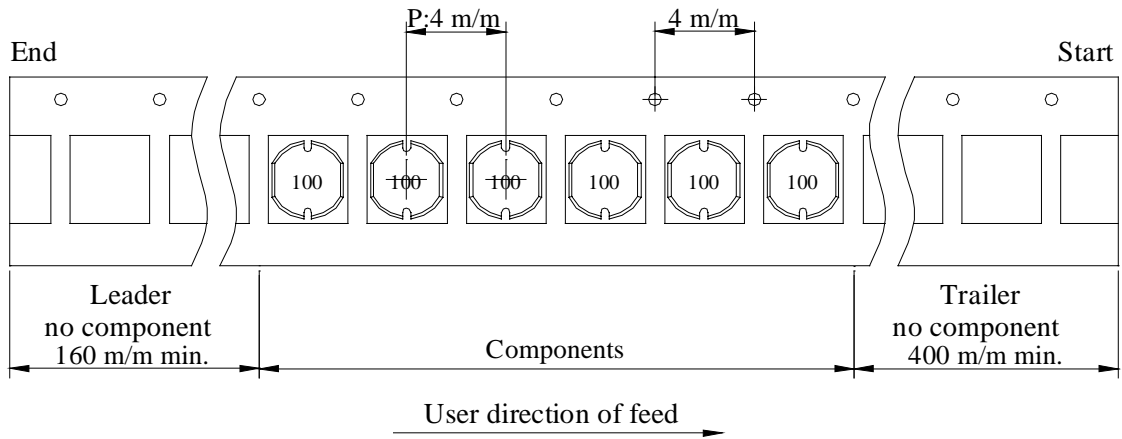 P:4 m/m
4 m/m
End
Start
100
100
100
100
100
100
Leader
no component
160 m/m min.
Components
Trailer
no component
400 m/m min.
User direction of feed